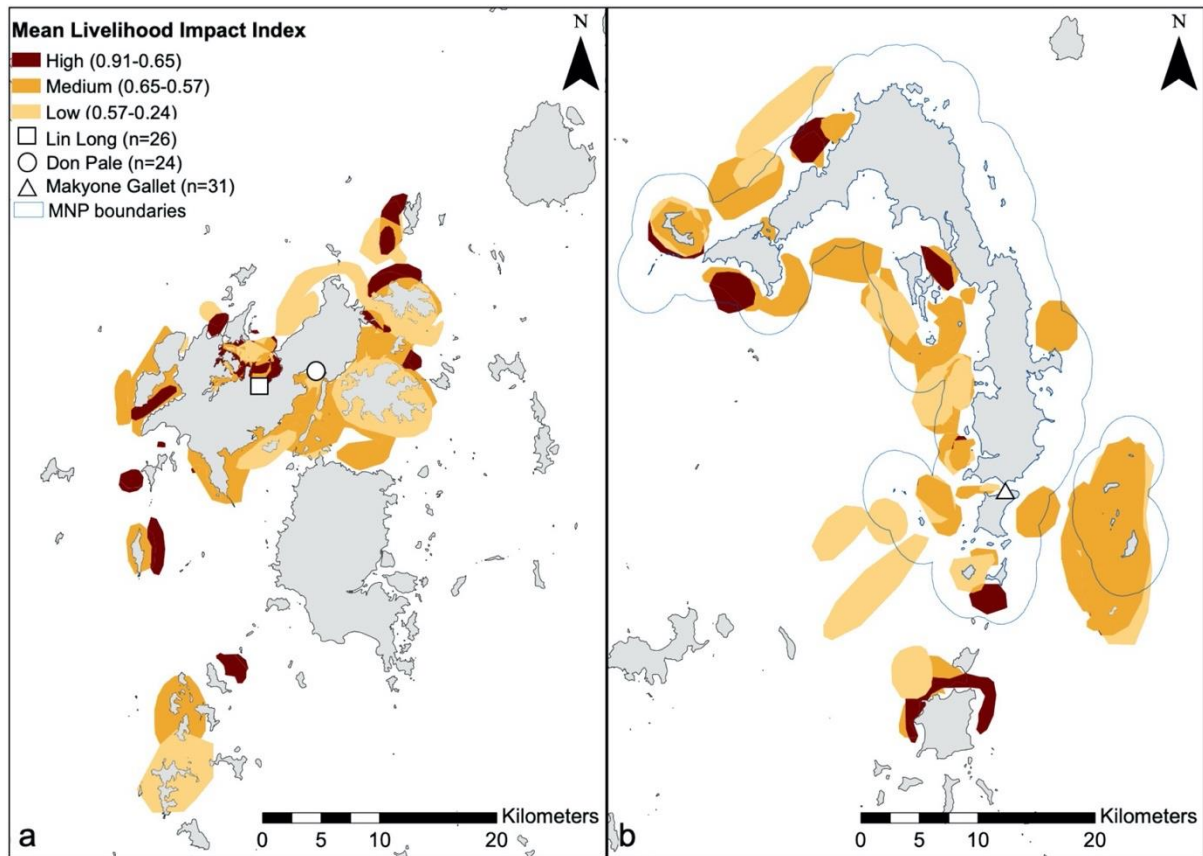 Mean Livelihood Impact Index
High (0.91-0.65)
Medium (0.65-0.57)
Low (0.57-0.24)
Lin Long (n=26)
Don Pale (n=24)
Makyone Gallet (n=31)
MNP boundaries
N
N
Kilometers
0 5 10 20
a
Kilometers
0 5 10 20
b